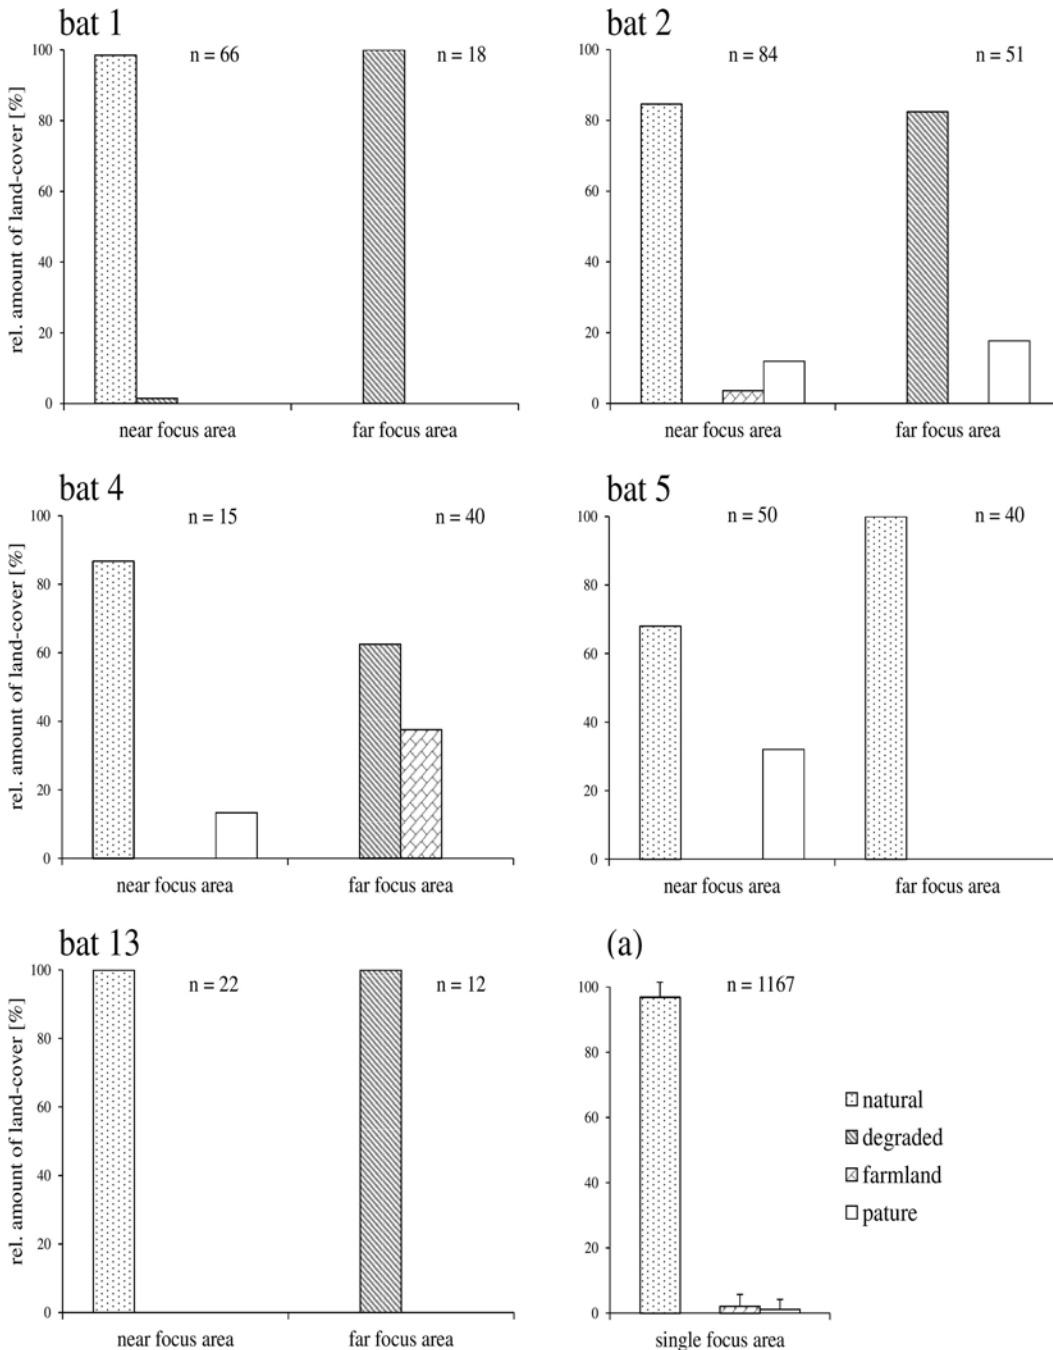 bat 1
n = 66
n = 18
rel. amount of land-cover [%]
100
80
60
40
20
0
near focus area
far focus area
bat 2
n = 84
n = 51
100
80
60
40
20
0
near focus area
far focus area
bat 4
n = 15
n = 40
rel. amount of land-cover [%]
100
80
60
40
20
0
near focus area
far focus area
bat 5
n = 50
n = 40
100
80
60
40
20
0
near focus area
far focus area
bat 13
n = 22
n = 12
rel. amount of land-cover [%]
100
80
60
40
20
0
near focus area
far focus area
(a)
n = 1167
100
80
60
40
20
0
single focus area
natural
degraded
farmland
pature